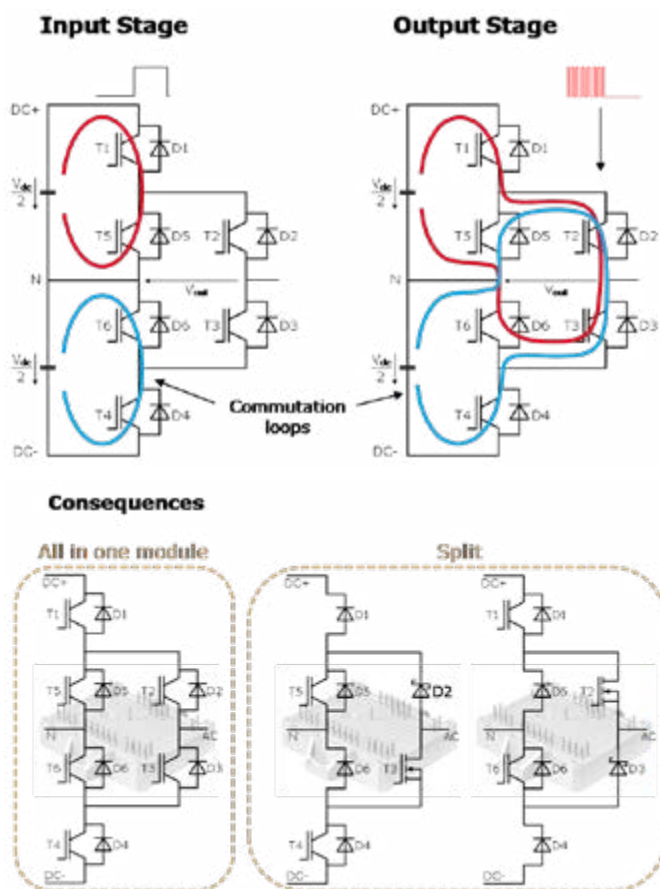 Input Stage
DC+
T1
D1
Vdc
2
T5
D5
T2
D2
N
Vout
T6
D6
T3
D3
Vdc
2
T4
D4
DC-
Output Stage
DC+
T1
D1
Vdc
2
T5
D5
T2
D2
N
Vout
T6
D6
T3
D3
Vdc
2
T4
D4
DC-
Commutation
loops
Consequences
All in one module
DC+
T1
D1
T5
D5
T2
D2
N
AC
T6
D6
T3
D3
T4
D4
DC-
Split
DC+
D1
T5
D5
D2
N
AC
D6
T3
T4
D4
DC-
DC+
T1
D1
D6
T2
N
AC
T6
D6
D3
D4
DC-